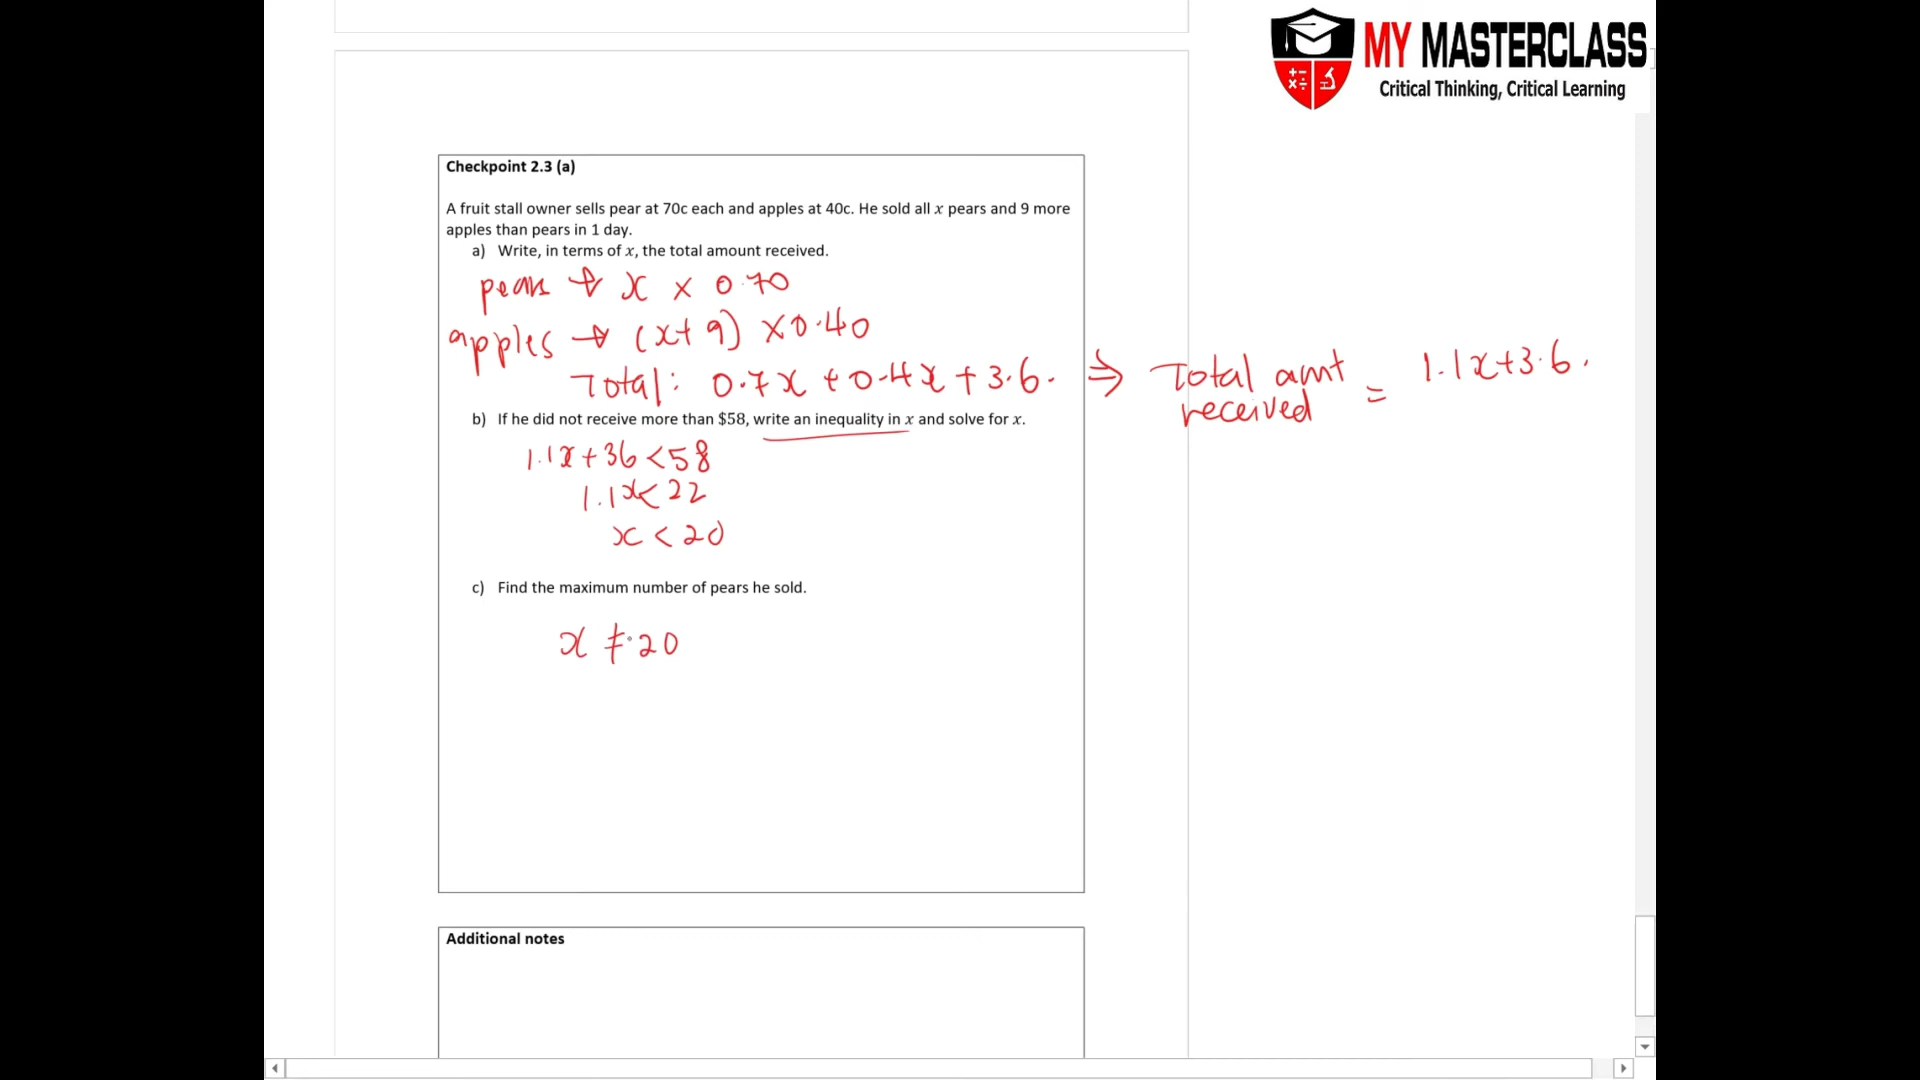 MY MASTERCLASS
Critical Thinking, Critical Learning
Checkpoint 2.3 (a)
A fruit stall owner sells pear at 70c each and apples at 40c. He sold all x pears and 9 more
apples than pears in 1 day.
a) Write, in terms of x, the total amount received.
pears → x × 0.70
apples → (x+9) × 0.40
Total: 0.7x + 0.4x + 3.6. ⇒ Total amt received = 1.1x+3.6.
b) If he did not receive more than $58, write an inequality in x and solve for x.
1.1x + 36 < 58
1.1x < 22
x < 20
c) Find the maximum number of pears he sold.
x ≠ 20
Additional notes